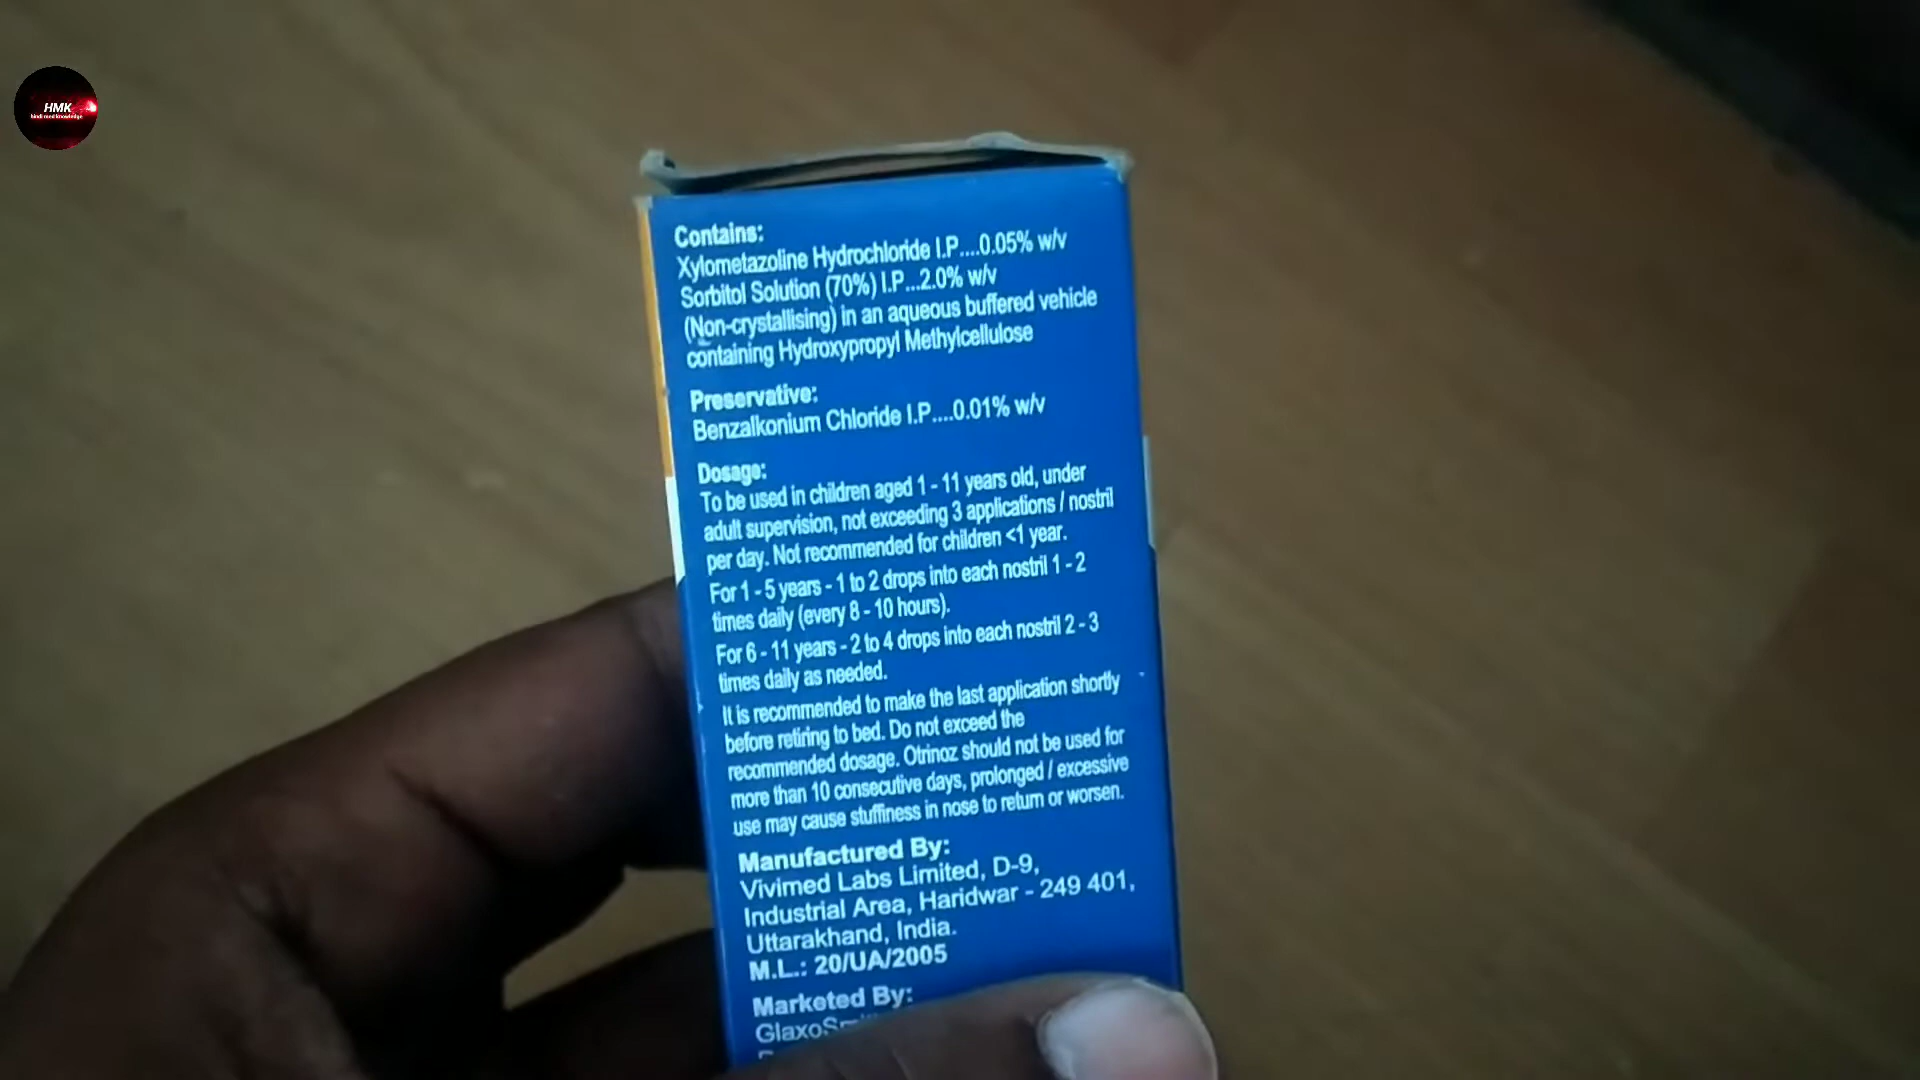 HMK
hindi med knowledge
Contains:
Xylometazoline Hydrochloride I.P....0.05% w/v
Sorbitol Solution (70%) I.P...2.0% w/v
(Non-crystallising) in an aqueous buffered vehicle
containing Hydroxypropyl Methylcellulose
Preservative:
Benzalkonium Chloride I.P....0.01% w/v
Dosage:
To be used in children aged 1 - 11 years old, under
adult supervision, not exceeding 3 applications / nostril
per day. Not recommended for children <1 year.
For 1 - 5 years - 1 to 2 drops into each nostril 1 - 2
times daily (every 8 - 10 hours).
For 6 - 11 years - 2 to 4 drops into each nostril 2 - 3
times daily as needed.
It is recommended to make the last application shortly
before retiring to bed. Do not exceed the
recommended dosage. Otrinoz should not be used for
more than 10 consecutive days, prolonged / excessive
use may cause stuffiness in nose to return or worsen.
Manufactured By:
Vivimed Labs Limited, D-9,
Industrial Area, Haridwar - 249 401,
Uttarakhand, India.
M.L.: 20/UA/2005
Marketed By: